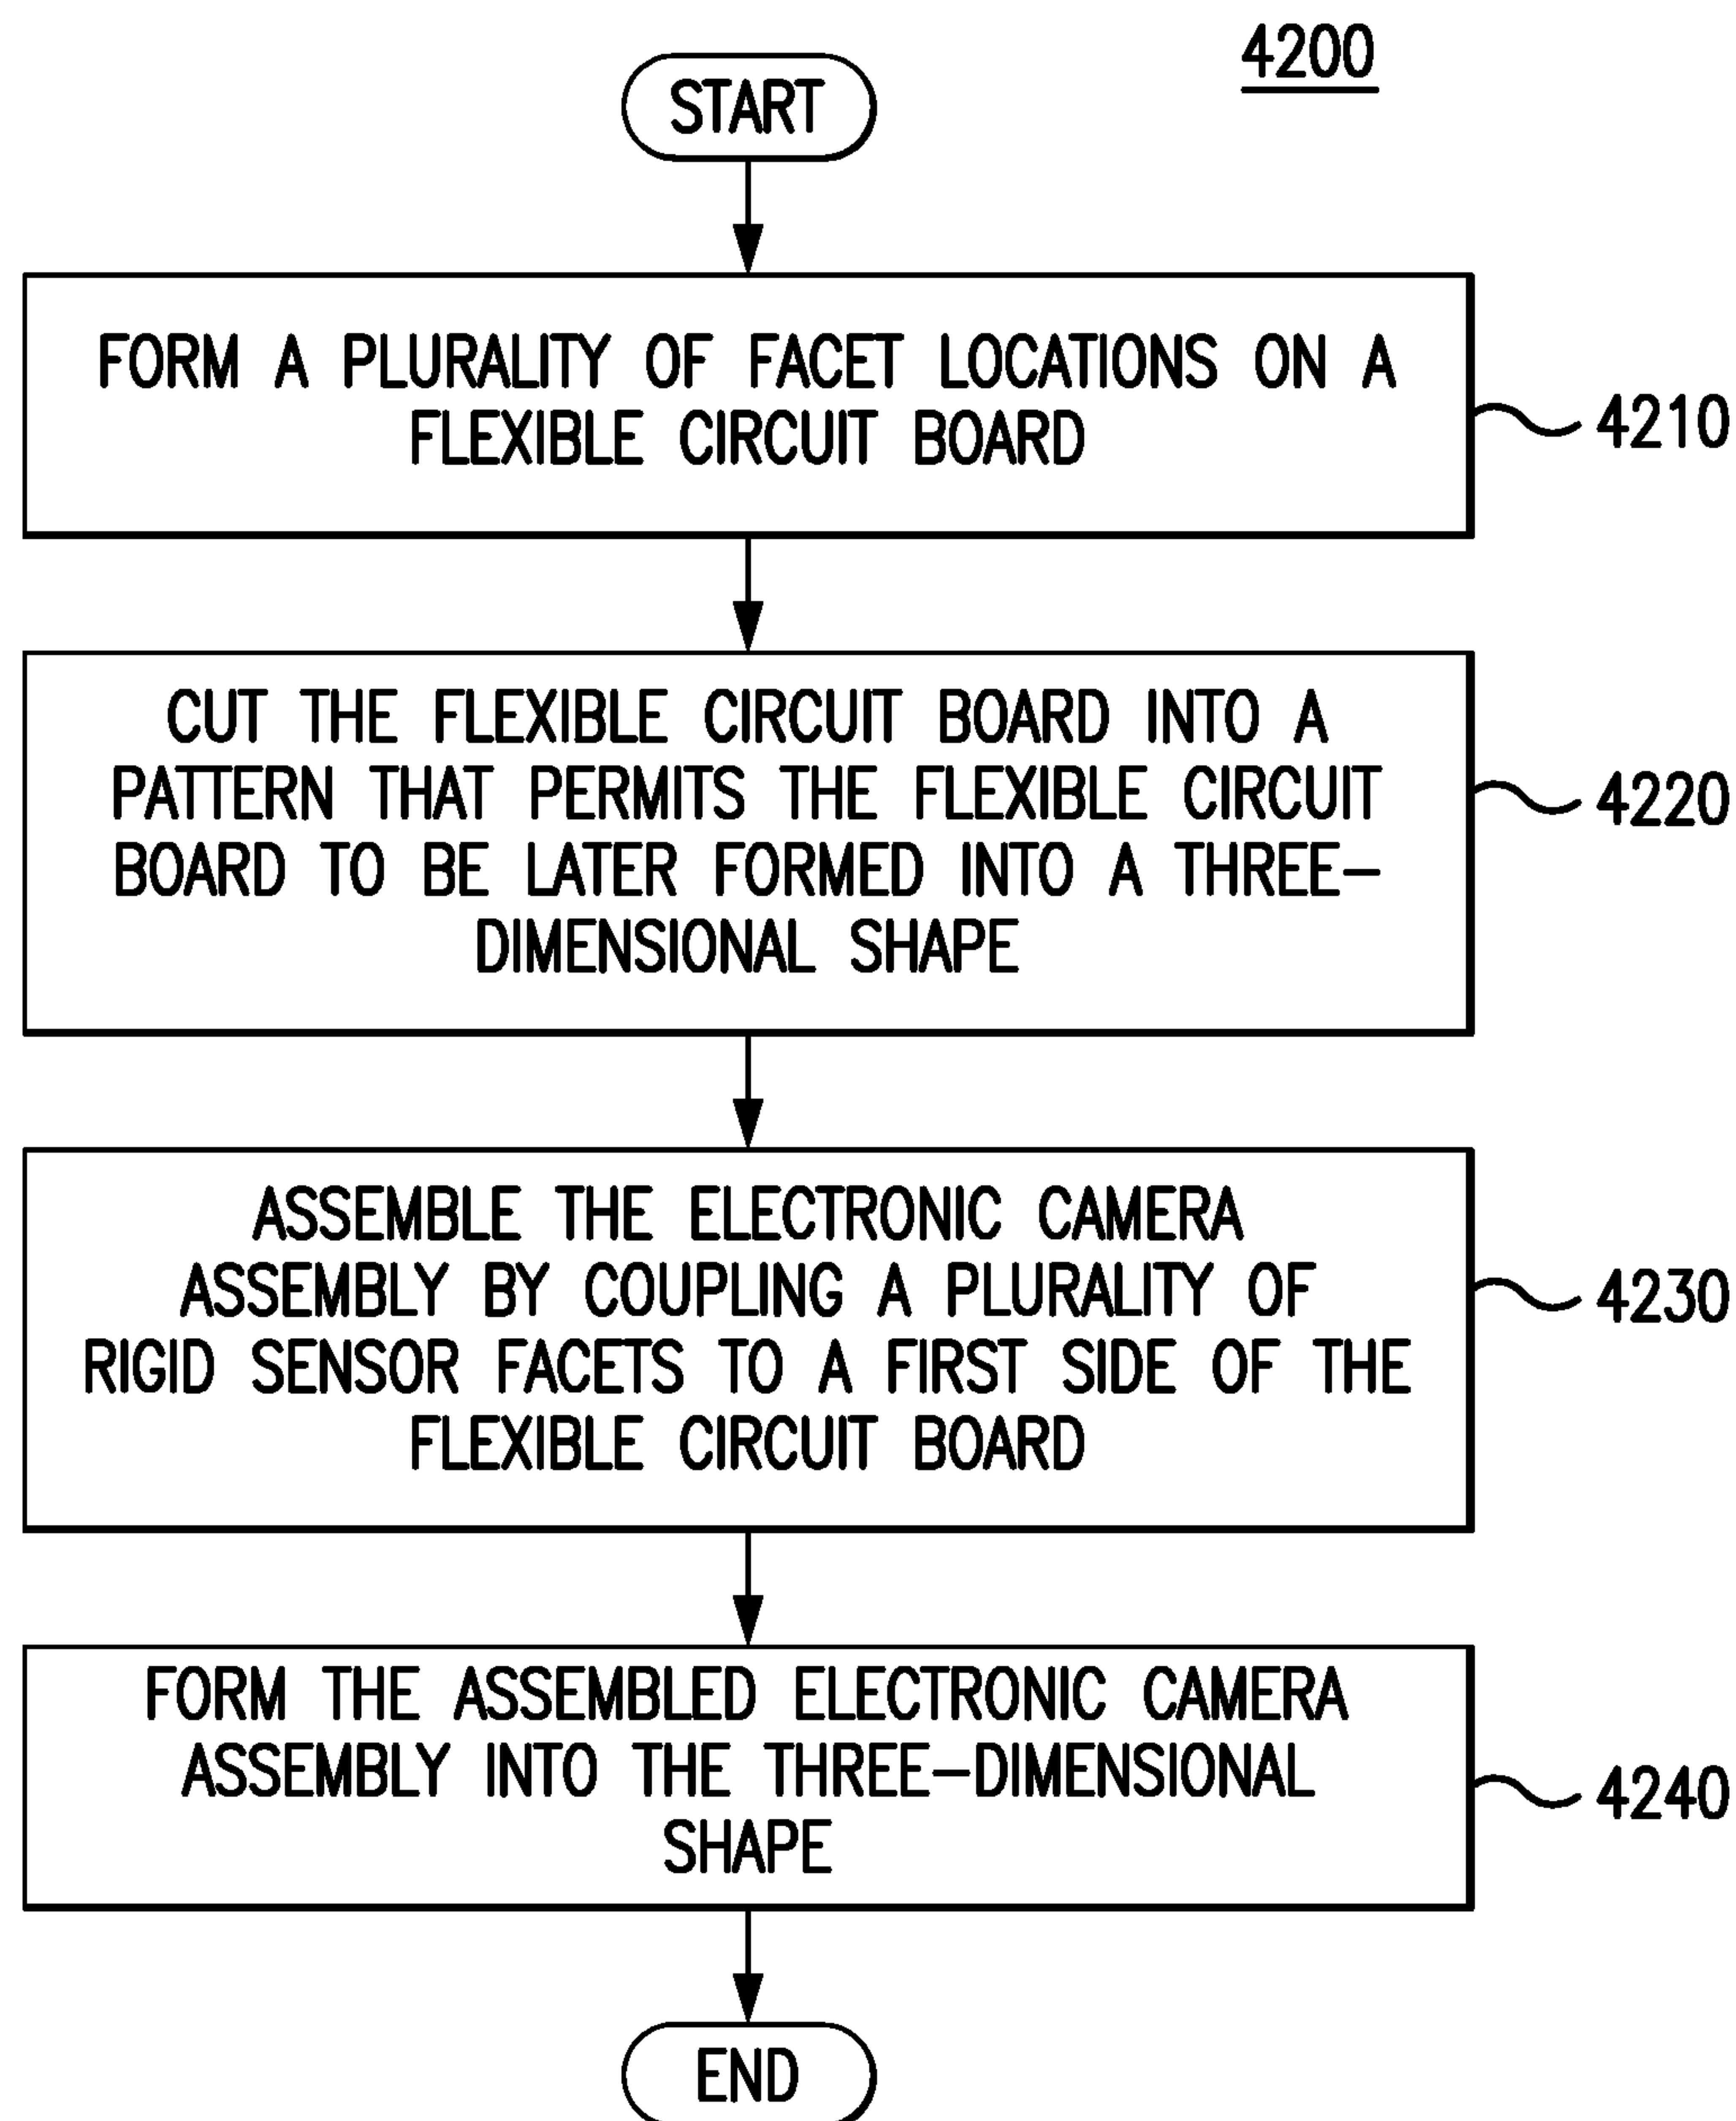 4200
START
FORM A PLURALITY OF FACET LOCATIONS ON A
FLEXIBLE CIRCUIT BOARD
4210
CUT THE FLEXIBLE CIRCUIT BOARD INTO A
PATTERN THAT PERMITS THE FLEXIBLE CIRCUIT
BOARD TO BE LATER FORMED INTO A THREE-
DIMENSIONAL SHAPE
4220
ASSEMBLE THE ELECTRONIC CAMERA
ASSEMBLY BY COUPLING A PLURALITY OF
RIGID SENSOR FACETS TO A FIRST SIDE OF THE
FLEXIBLE CIRCUIT BOARD
4230
FORM THE ASSEMBLED ELECTRONIC CAMERA
ASSEMBLY INTO THE THREE-DIMENSIONAL
SHAPE
4240
END